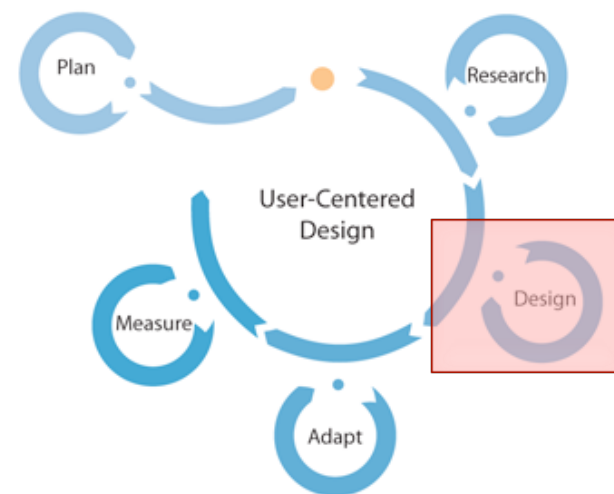 Plan
Research
User-Centered
Design
Design
Measure
Adapt